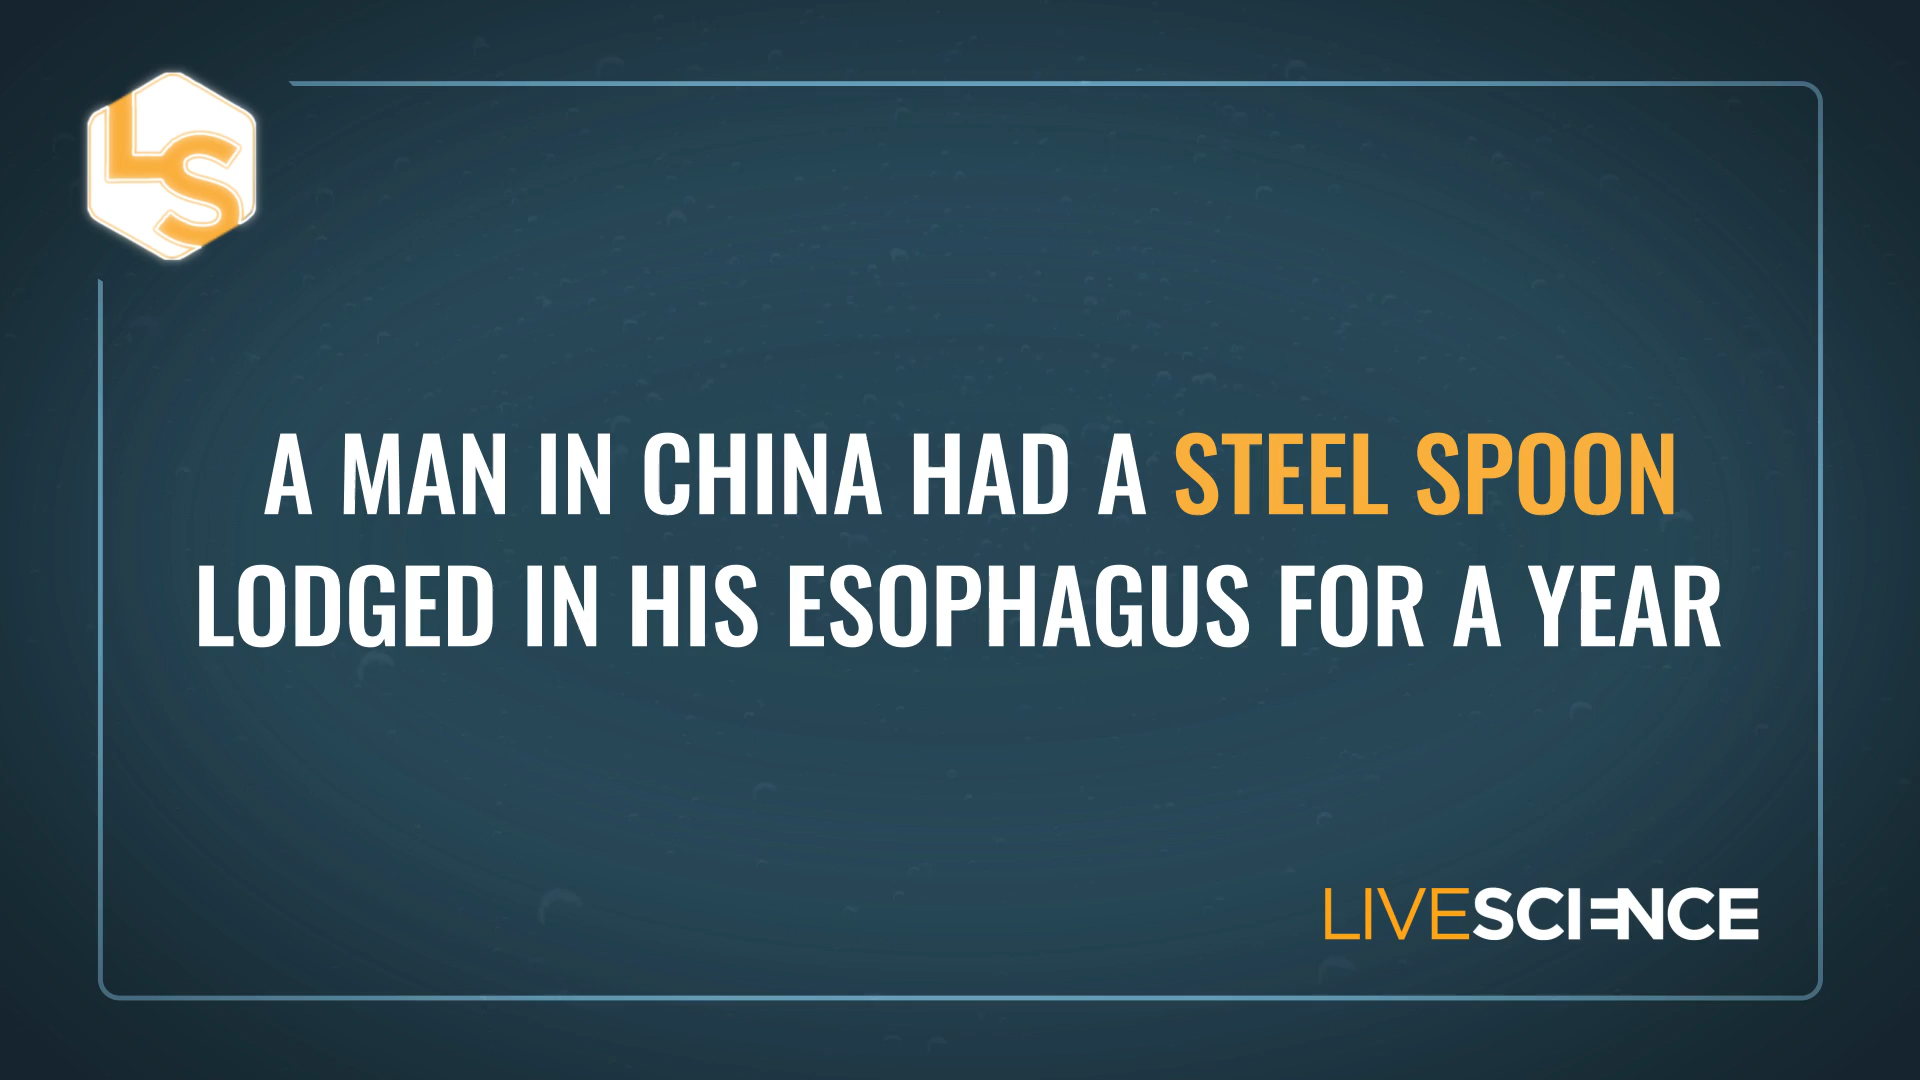 LS
A MAN IN CHINA HAD A STEEL SPOON
LODGED IN HIS ESOPHAGUS FOR A YEAR
LIVESCIENCE